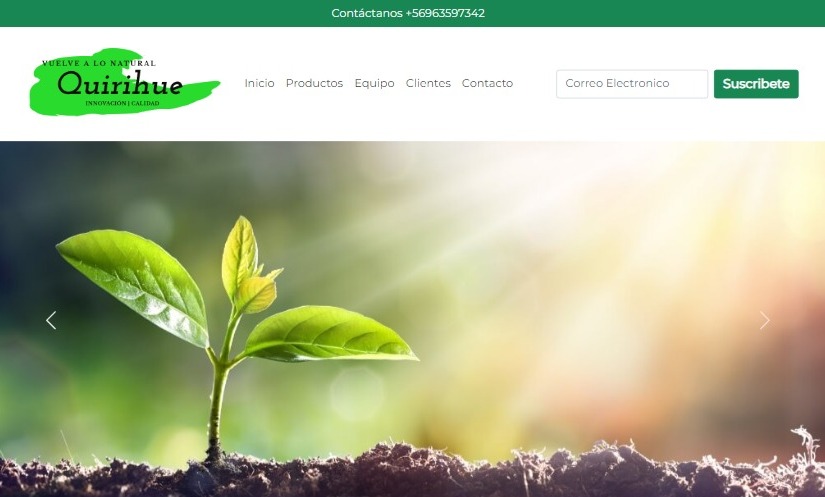 Contáctanos +56963597342
VUELVE A LO NATURAL
Quirihue
INNOVACIÓN | CALIDAD
Inicio Productos Equipo Clientes Contacto
Correo Electronico
Suscribete